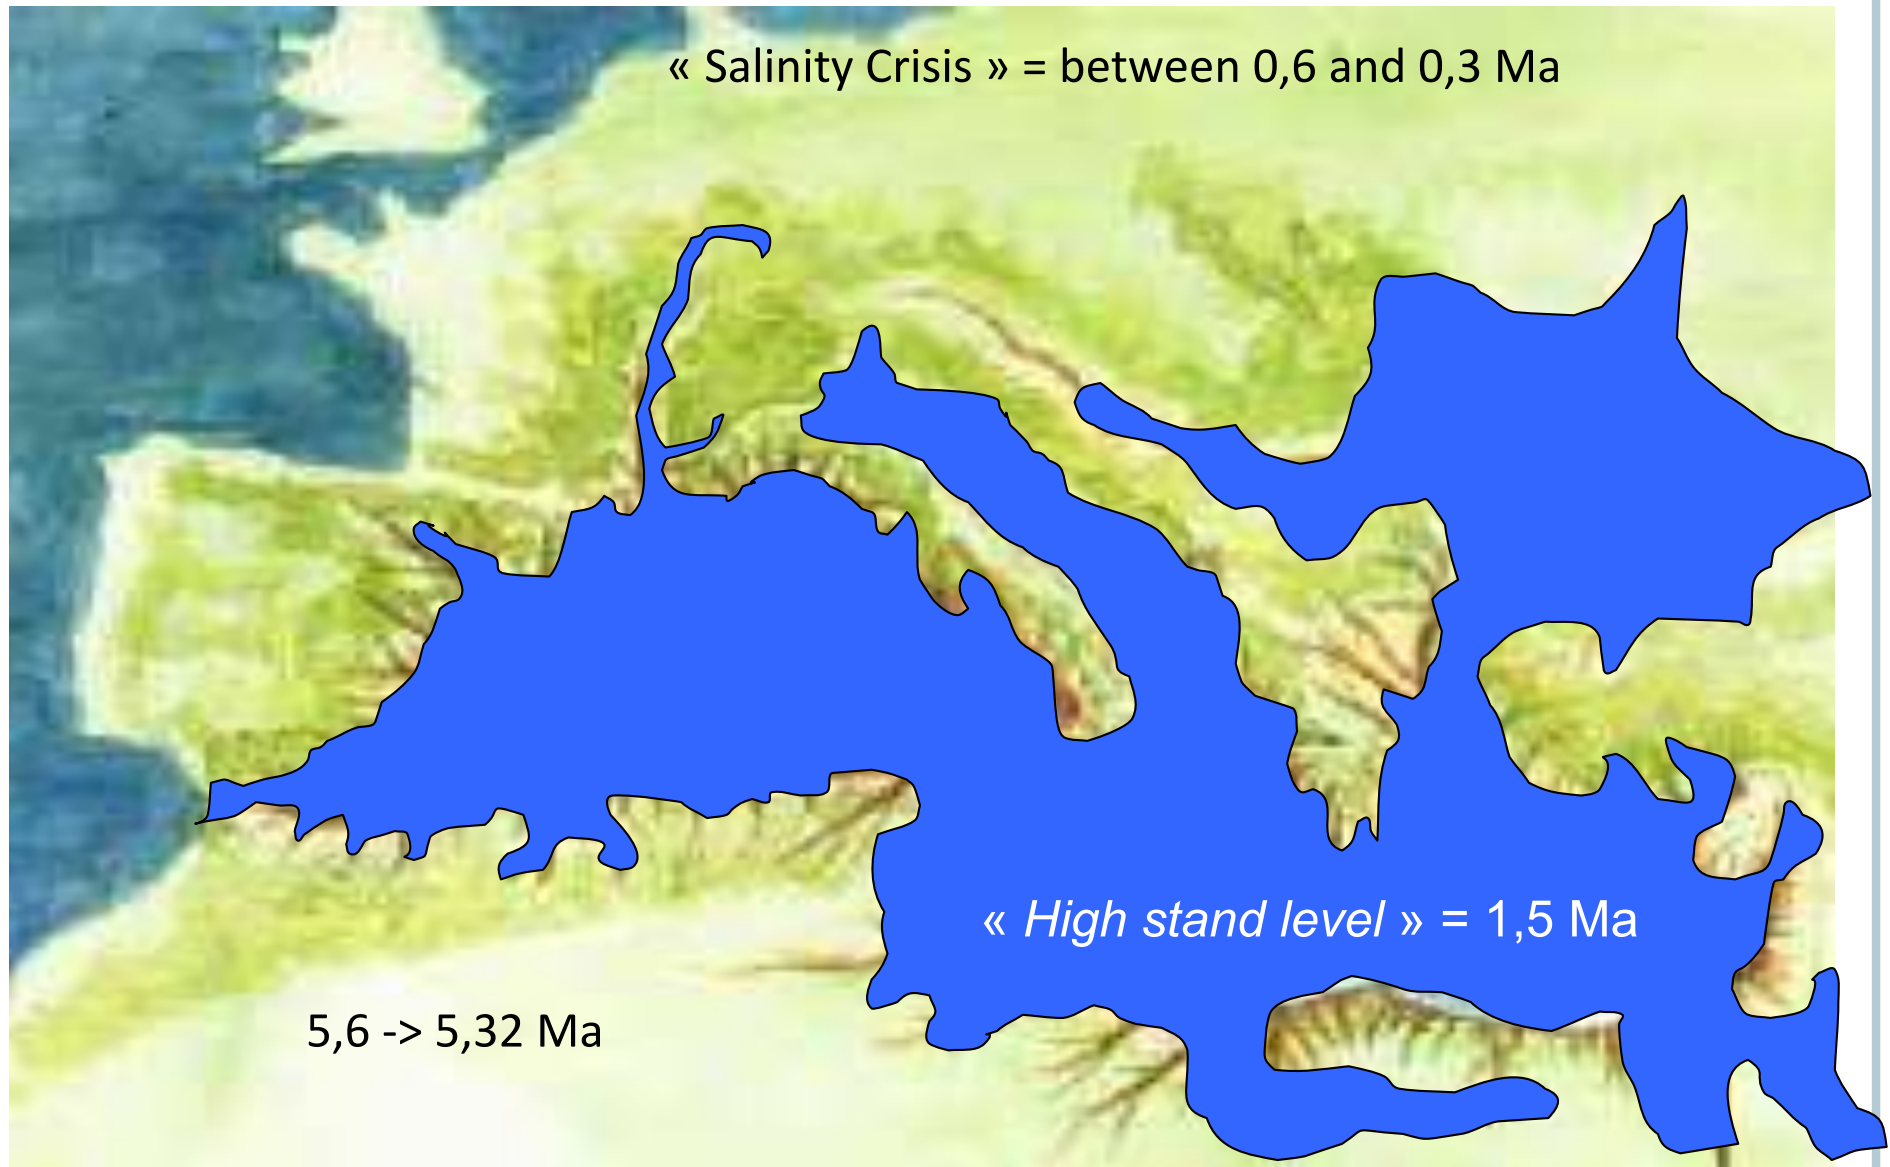 « Salinity Crisis » = between 0,6 and 0,3 Ma
« High stand level » = 1,5 Ma
5,6 -> 5,32 Ma